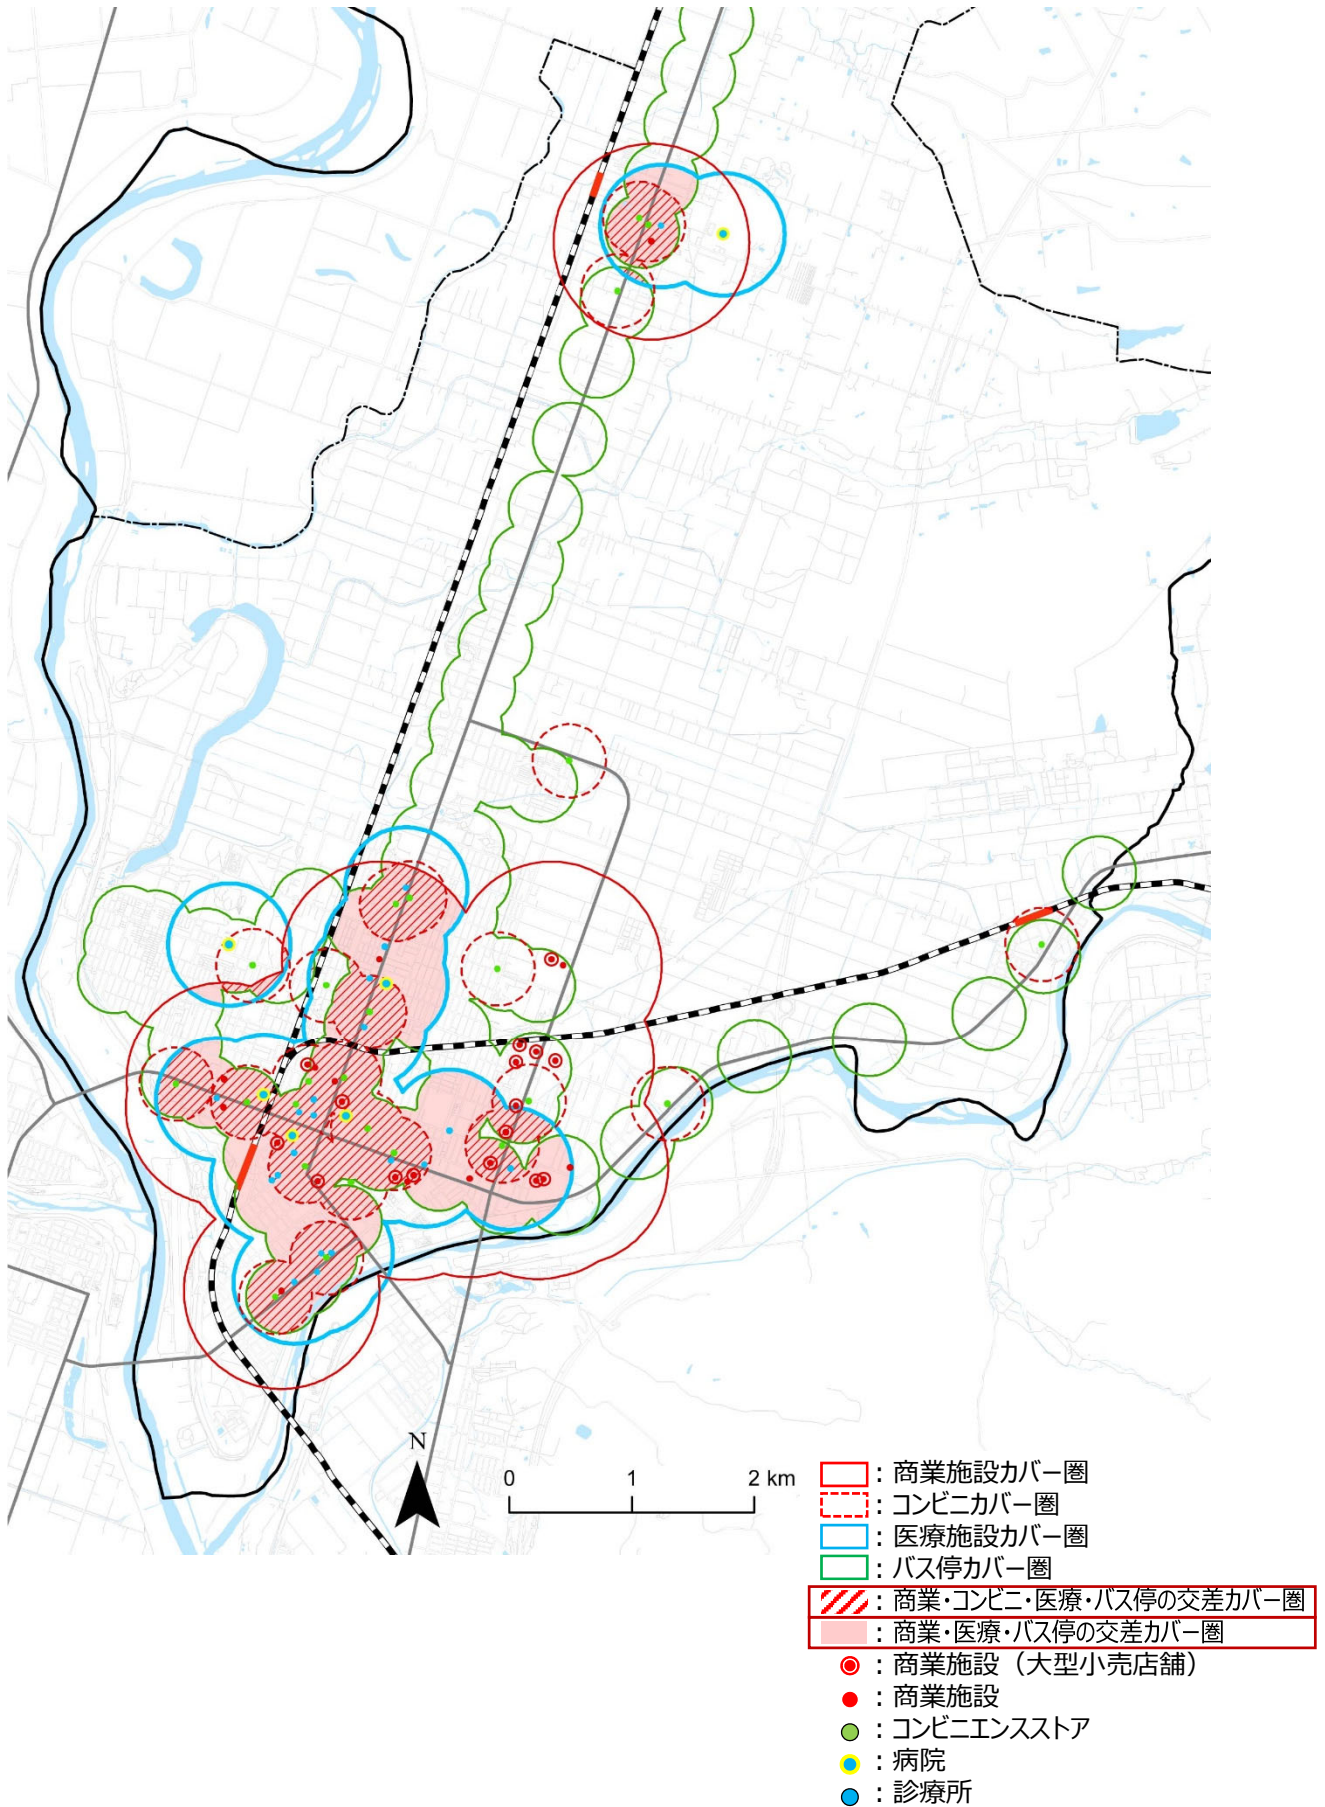 N
0 1 2 km
：商業施設カバー圏
：コンビニカバー圏
：医療施設カバー圏
：バス停カバー圏
：商業・コンビニ・医療・バス停の交差カバー圏
：商業・医療・バス停の交差カバー圏
：商業施設（大型小売店舗）
：商業施設
：コンビニエンスストア
：病院
：診療所